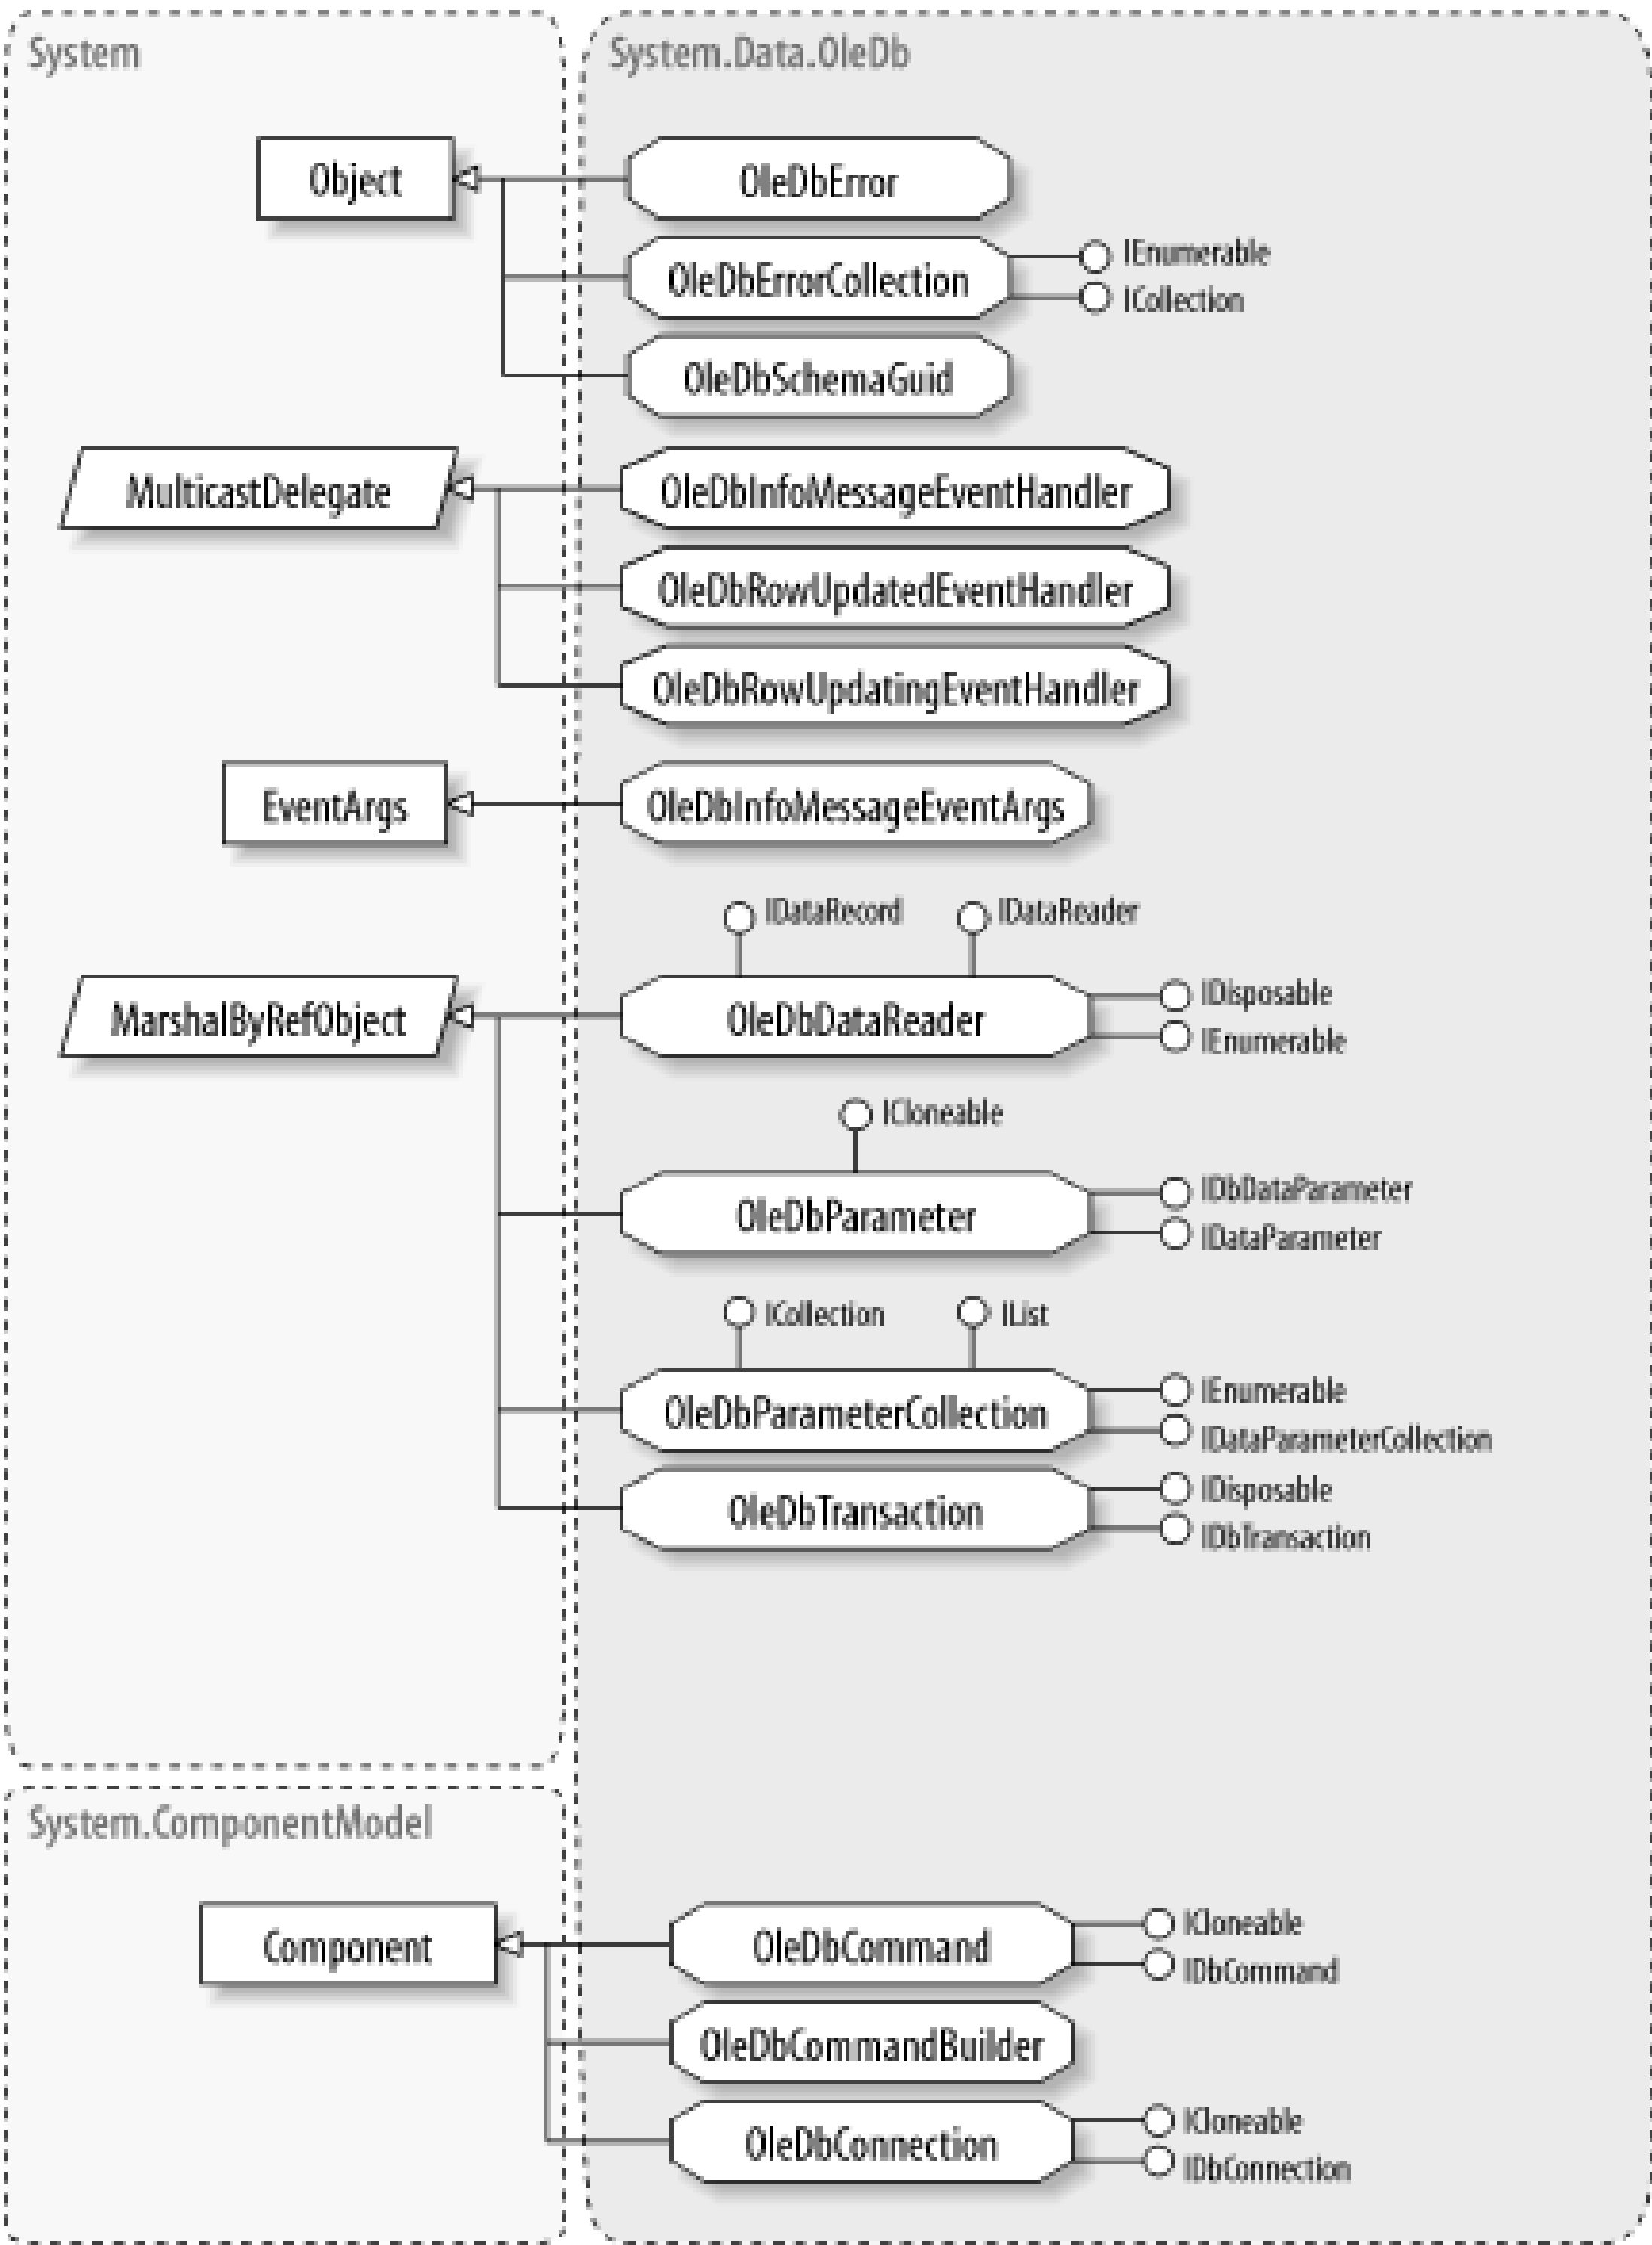 System
System.Data.OleDb
Object
OleDbError
OleDbErrorCollection
IEnumerable
ICollection
OleDbSchemaGuid
MulticastDelegate
OleDbInfoMessageEventHandler
OleDbRowUpdatedEventHandler
OleDbRowUpdatingEventHandler
EventArgs
OleDbInfoMessageEventArgs
IDataRecord
IDataReader
MarshalByRefObject
OleDbDataReader
IDisposable
IEnumerable
ICloneable
OleDbParameter
IDbDataParameter
IDataParameter
ICollection
IList
OleDbParameterCollection
IEnumerable
IDataParameterCollection
OleDbTransaction
IDisposable
IDbTransaction
System.ComponentModel
Component
OleDbCommand
ICloneable
IDbCommand
OleDbCommandBuilder
OleDbConnection
ICloneable
IDbConnection